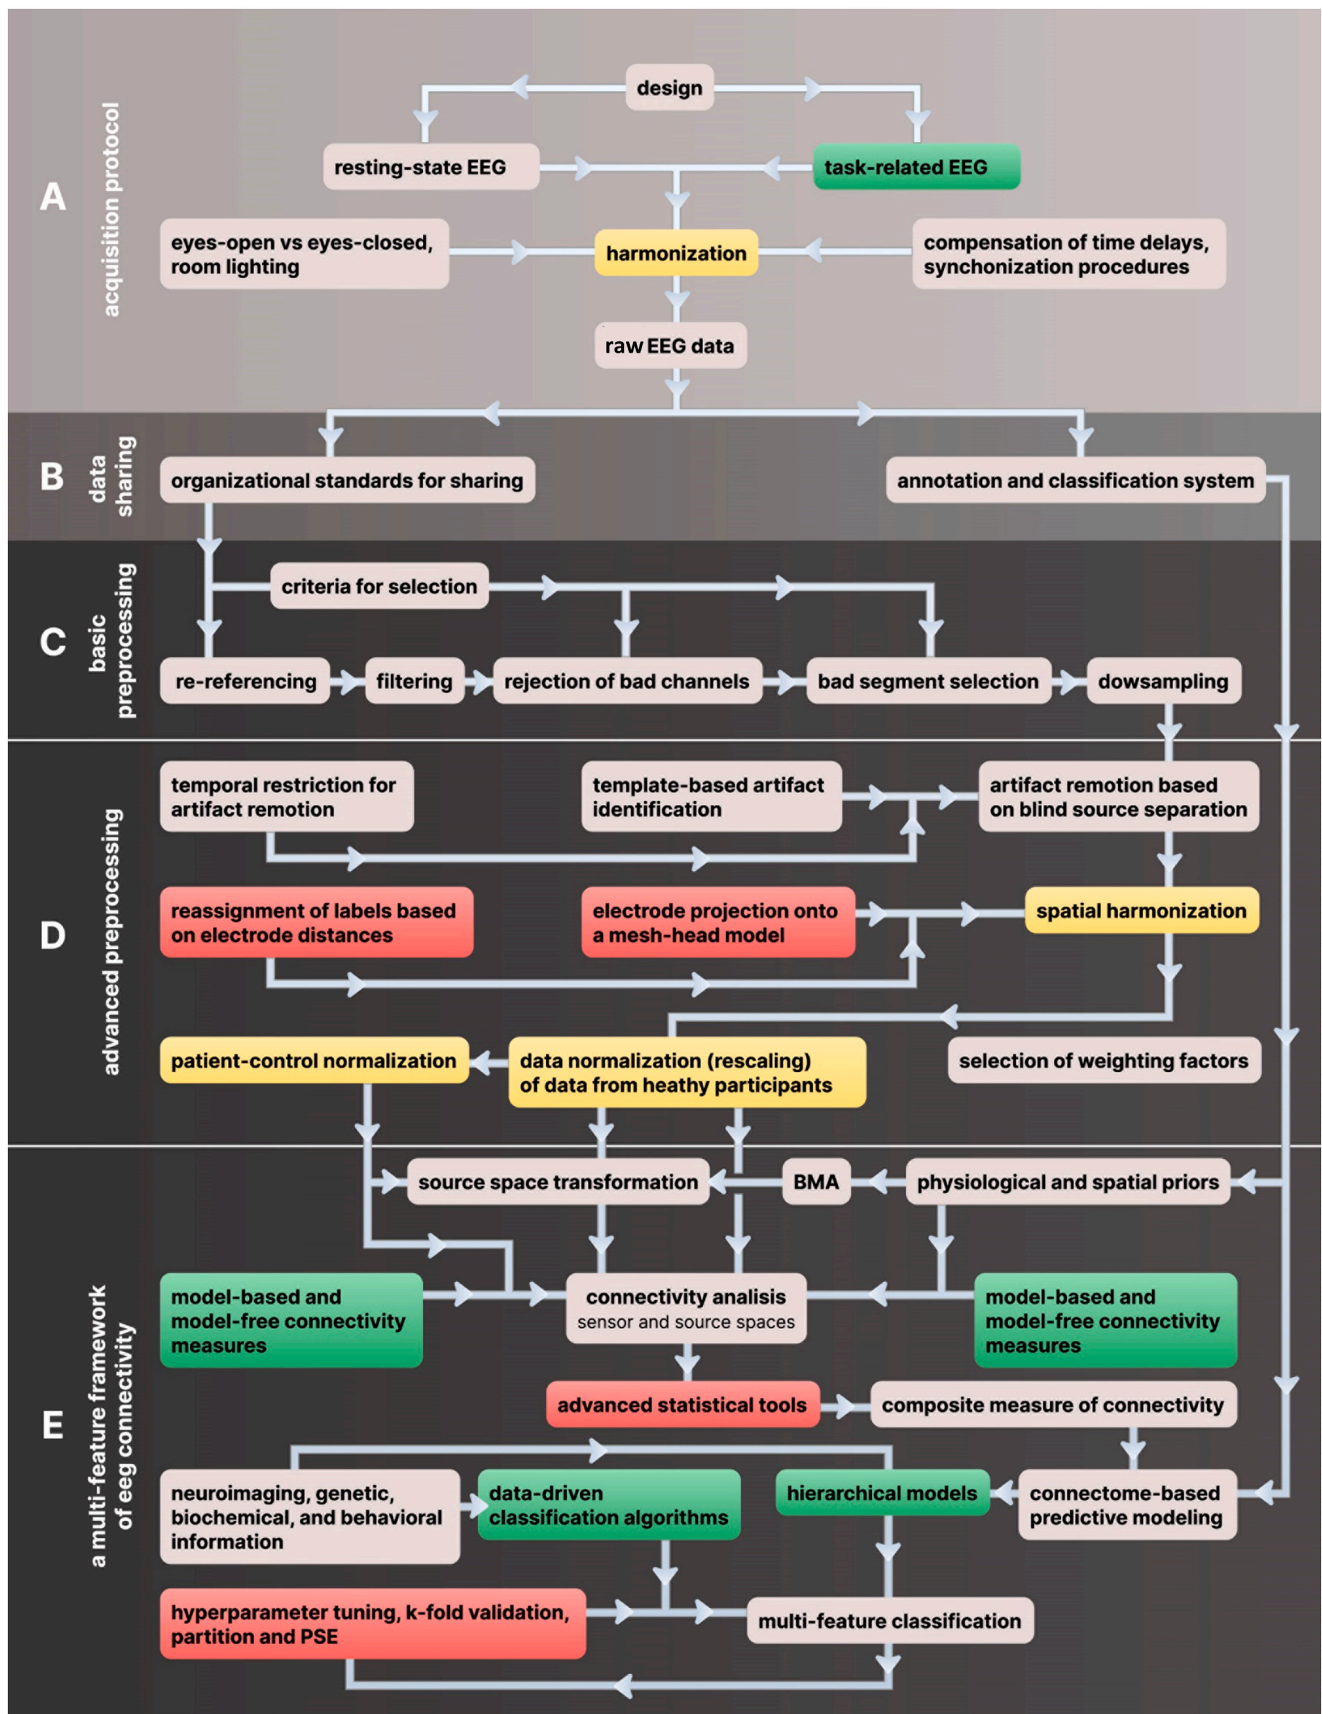 A
acquisition protocol
design
resting-state EEG
task-related EEG
eyes-open vs eyes-closed,
room lighting
harmonization
compensation of time delays,
synchonization procedures
raw EEG data
B
data
sharing
organizational standards for sharing
annotation and classification system
C
basic
preprocessing
criteria for selection
re-referencing
filtering
rejection of bad channels
bad segment selection
dowsampling
D
advanced preprocessing
temporal restriction for
artifact remotion
template-based artifact
identification
artifact remotion based
on blind source separation
reassignment of labels based
on electrode distances
electrode projection onto
a mesh-head model
spatial harmonization
patient-control normalization
data normalization (rescaling)
of data from heathy participants
selection of weighting factors
E
a multi-feature framework
of eeg connectivity
source space transformation
BMA
physiological and spatial priors
model-based and
model-free connectivity
measures
connectivity analisis
sensor and source spaces
model-based and
model-free connectivity
measures
advanced statistical tools
composite measure of connectivity
neuroimaging, genetic,
biochemical, and behavioral
information
data-driven
classification algorithms
hierarchical models
connectome-based
predictive modeling
hyperparameter tuning, k-fold validation,
partition and PSE
multi-feature classification